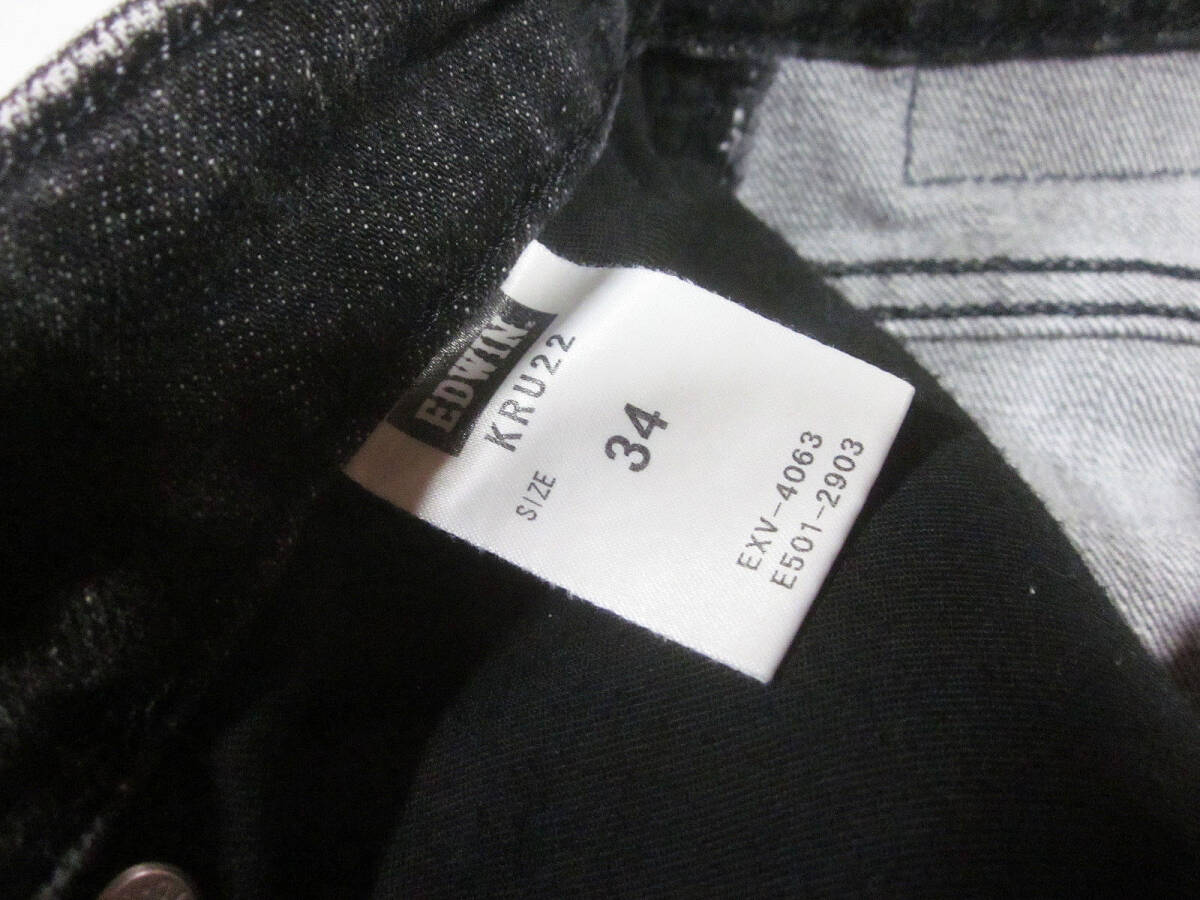 EDWIN
KRU22
SIZE 34
EXV-4063
E501-2903